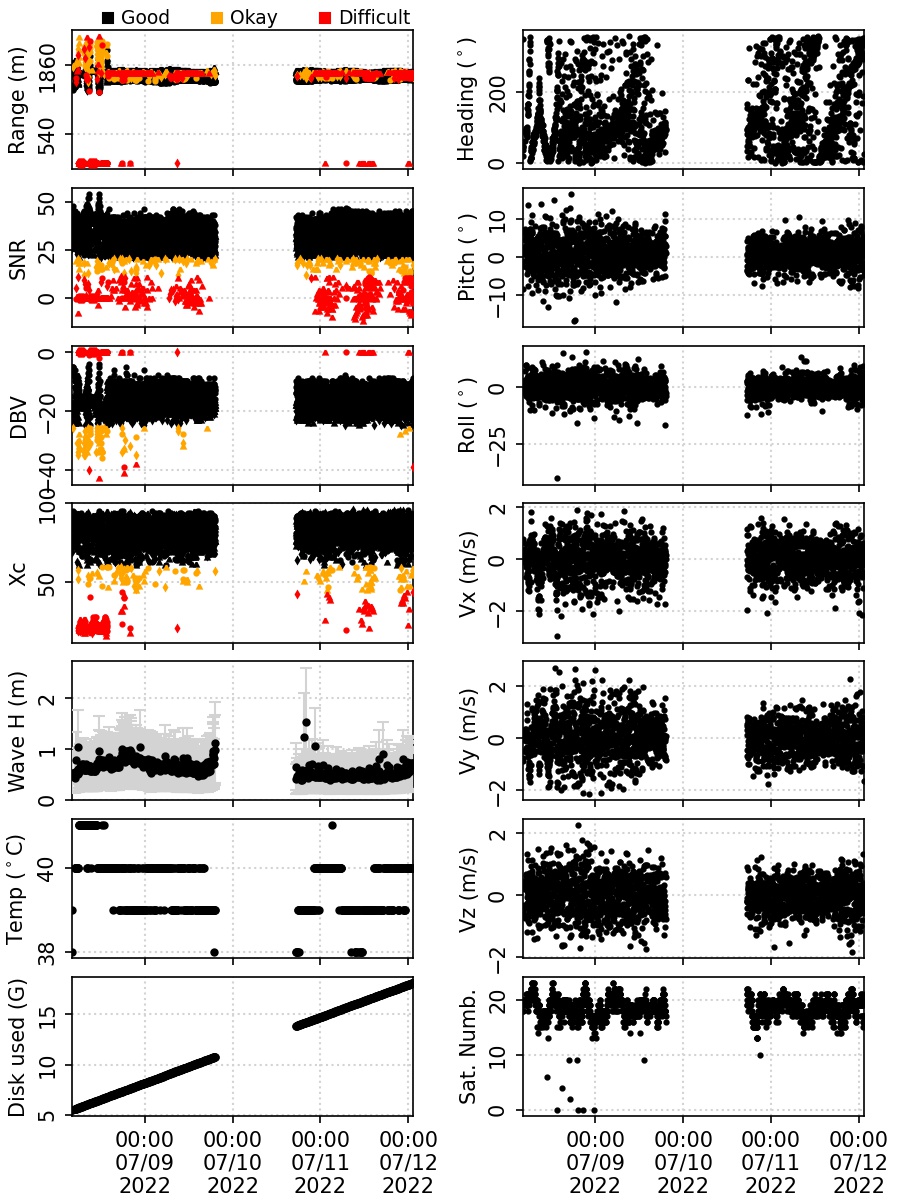 Good Okay Difficult
Range (m)
1860
540
Heading (°)
200
0
SNR
50
25
0
Pitch (°)
10
0
−10
DBV
0
−20
−40
Roll (°)
0
−25
Xc
100
50
Vx (m/s)
2
0
−2
Wave H (m)
2
1
0
Vy (m/s)
2
0
−2
Temp (°C)
40
38
Vz (m/s)
2
0
−2
Disk used (G)
15
10
5
Sat. Numb.
20
10
0
00:00 00:00 00:00 00:00
07/09 07/10 07/11 07/12
2022 2022 2022 2022
00:00 00:00 00:00 00:00
07/09 07/10 07/11 07/12
2022 2022 2022 2022